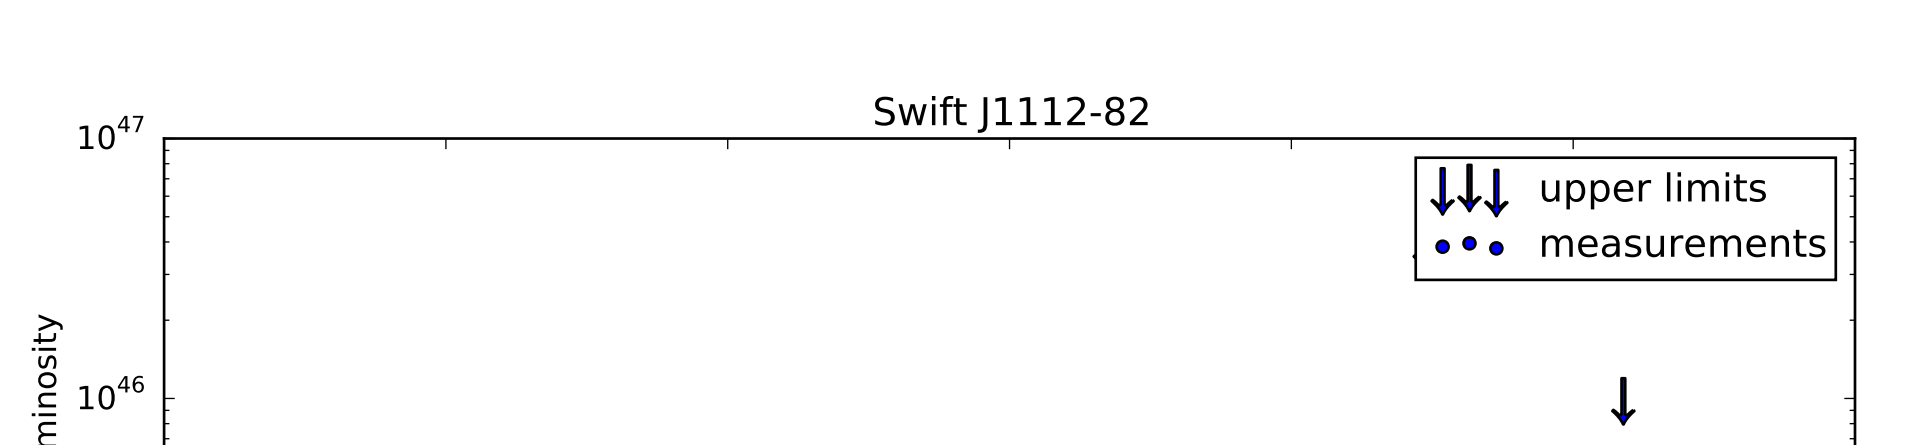 Swift J1112-82
10^47
upper limits
measurements
minosity
10^46